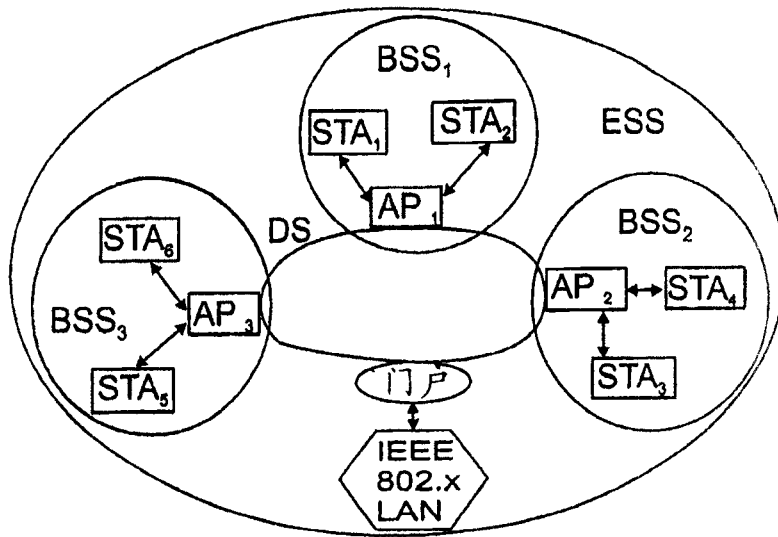 BSS₁
STA₁
STA₂
ESS
AP₁
DS
BSS₂
STA₆
AP₂
STA₄
BSS₃
AP₃
STA₅
STA₃
门户
IEEE
802.x
LAN